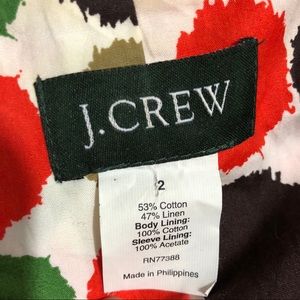 J.CREW
2
53% Cotton
47% Linen
Body Lining:
100% Cotton
Sleeve Lining:
100% Acetate
RN77388
Made in Philippines